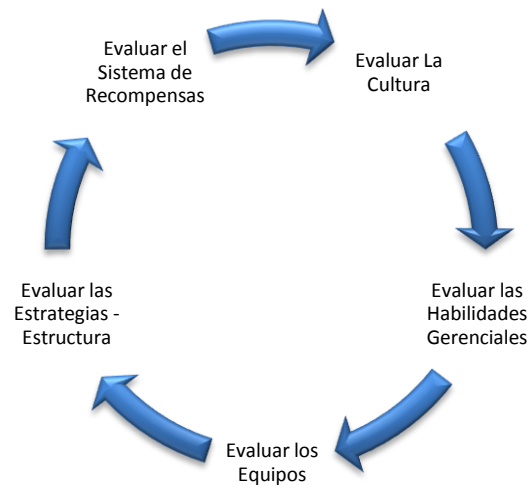 Evaluar el
Sistema de
Recompensas
Evaluar La
Cultura
Evaluar las
Habilidades
Gerenciales
Evaluar los
Equipos
Evaluar las
Estrategias -
Estructura